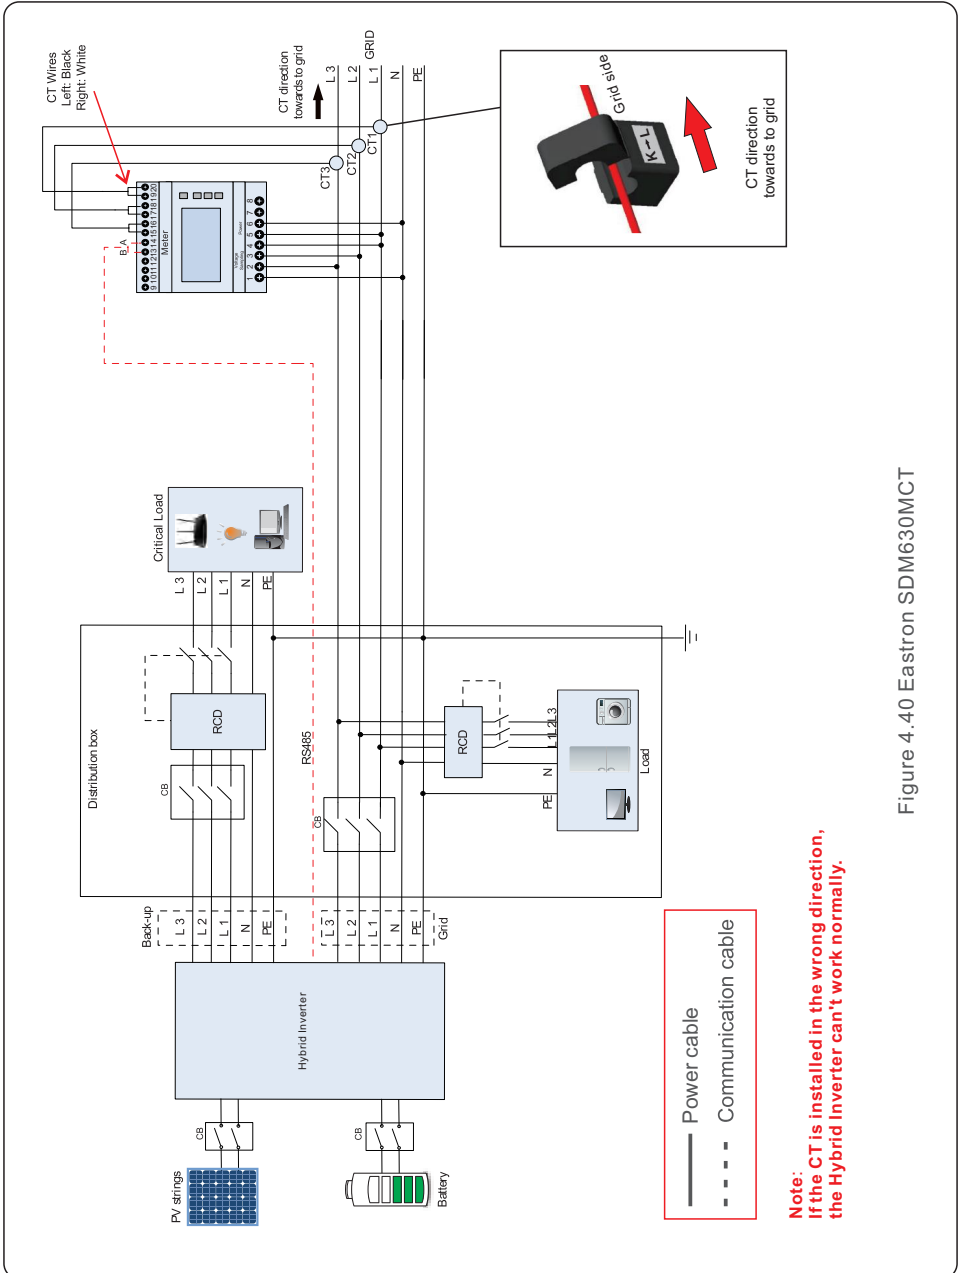 CT Wires
Left: Black
Right: White
CT direction
towards to grid
GRID
L 3
L 2
L 1
N
PE
CT3
CT2
CT1
Grid side
K→L
CT direction
towards to grid
B A
9 10 11 12 13 14 15 16 17 18 19 20
Meter
Voltage
Sampling
Power
1 2 3 4 5 6 7 8
Critical Load
L 3
L 2
L 1
N
PE
Distribution box
RCD
CB
RS485
CB
RCD
L1 L2 L3
N
PE
Load
Back-up
L 3
L 2
L 1
N
PE
L 3
L 2
L 1
N
PE
Grid
Hybrid Inverter
CB
CB
PV strings
Battery
Power cable
Communication cable
Note:
If the CT is installed in the wrong direction,
the Hybrid Inverter can't work normally.
Figure 4.40 Eastron SDM630MCT